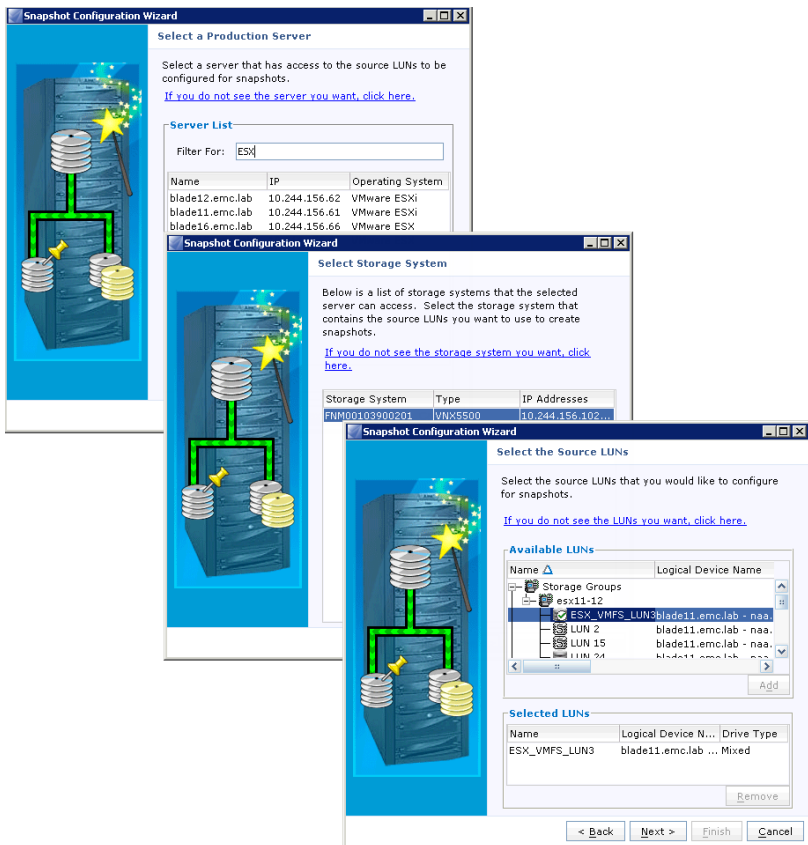 Snapshot Configuration Wizard
Select a Production Server
Select a server that has access to the source LUNs to be
configured for snapshots.
If you do not see the server you want, click here.
Server List
Filter For: ESX
Name IP Operating System
blade12.emc.lab 10.244.156.62 VMware ESXi
blade11.emc.lab 10.244.156.61 VMware ESXi
blade16.emc.lab 10.244.156.66 VMware ESX
Snapshot Configuration Wizard
Select Storage System
Below is a list of storage systems that the selected
server can access. Select the storage system that
contains the source LUNs you want to use to create
snapshots.
If you do not see the storage system you want, click
here.
Storage System Type IP Addresses
FNM00103900201 VNX5500 10.244.156.102...
Snapshot Configuration Wizard
Select the Source LUNs
Select the source LUNs that you would like to configure
for snapshots.
If you do not see the LUNs you want, click here.
Available LUNs
Name Logical Device Name
Storage Groups
esx11-12
ESX_VMFS_LUN3 blade11.emc.lab - naa.
LUN 2 blade11.emc.lab - naa.
LUN 15 blade11.emc.lab - naa.
LUN 24 blade11.emc.lab - naa.
Add
Selected LUNs
Name Logical Device N... Drive Type
ESX_VMFS_LUN3 blade11.emc.lab ... Mixed
Remove
< Back Next > Finish Cancel